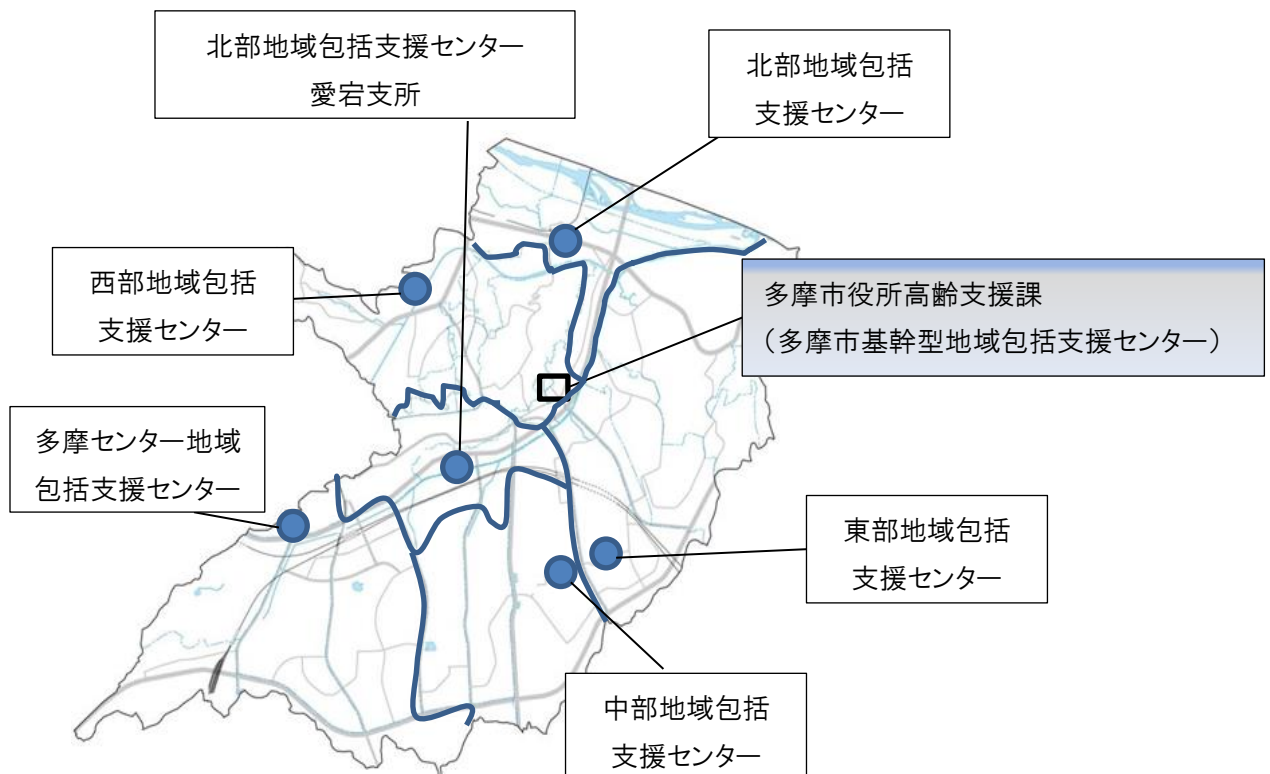 北部地域包括支援センター
愛宕支所
北部地域包括
支援センター
西部地域包括
支援センター
多摩市役所高齢支援課
（多摩市基幹型地域包括支援センター）
多摩センター地域
包括支援センター
東部地域包括
支援センター
中部地域包括
支援センター